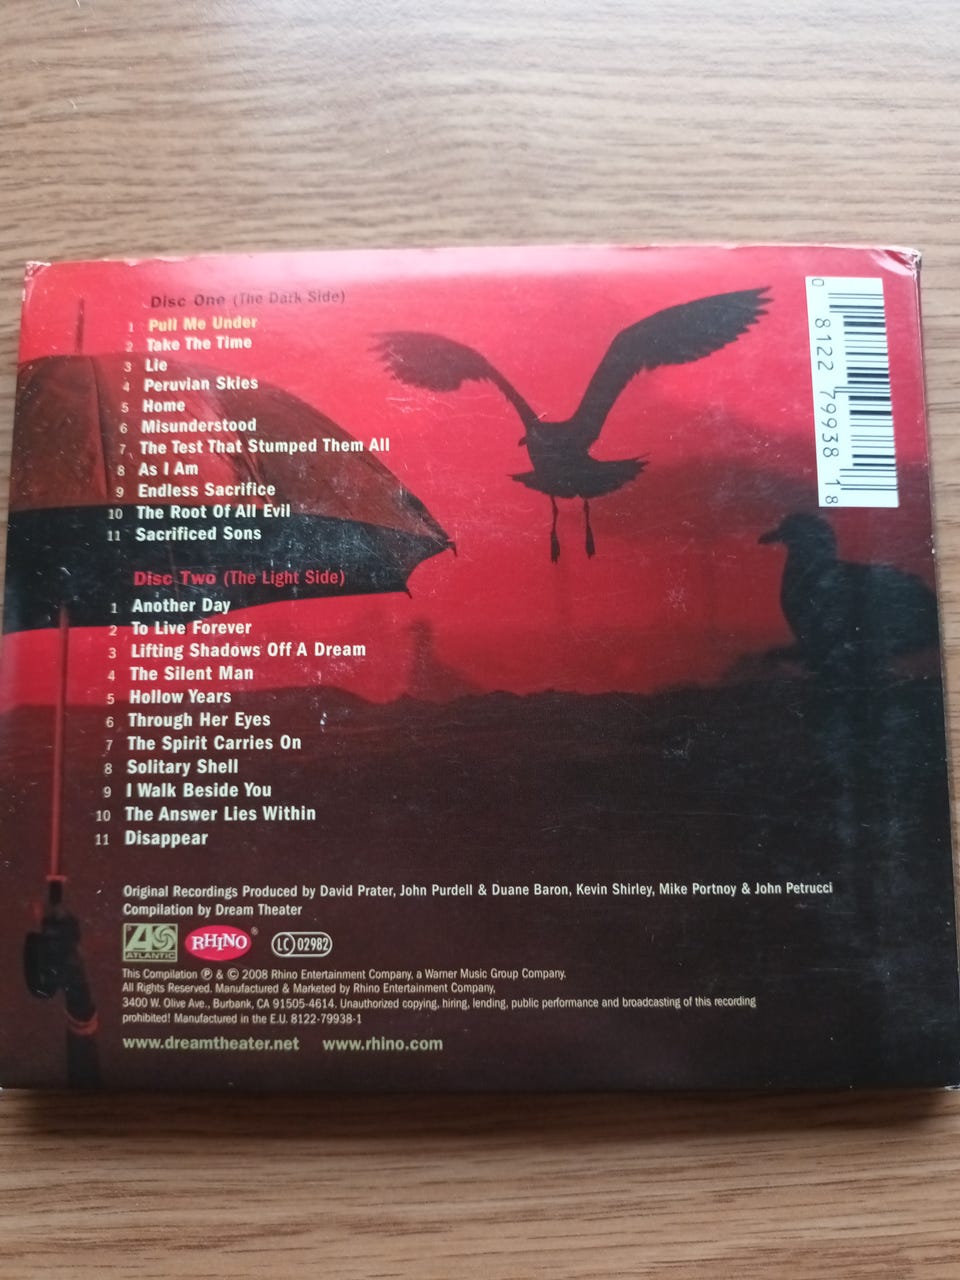 Disc One (The Dark Side)
1 Pull Me Under
2 Take The Time
3 Lie
4 Peruvian Skies
5 Home
6 Misunderstood
7 The Test That Stumped Them All
8 As I Am
9 Endless Sacrifice
10 The Root Of All Evil
11 Sacrificed Sons
Disc Two (The Light Side)
1 Another Day
2 To Live Forever
3 Lifting Shadows Off A Dream
4 The Silent Man
5 Hollow Years
6 Through Her Eyes
7 The Spirit Carries On
8 Solitary Shell
9 I Walk Beside You
10 The Answer Lies Within
11 Disappear
Original Recordings Produced by David Prater, John Purdell & Duane Baron, Kevin Shirley, Mike Portnoy & John Petrucci
Compilation by Dream Theater
ATLANTIC RHINO ® LC 02982
This Compilation ℗ & © 2008 Rhino Entertainment Company, a Warner Music Group Company.
All Rights Reserved. Manufactured & Marketed by Rhino Entertainment Company,
3400 W. Olive Ave., Burbank, CA 91505-4614. Unauthorized copying, hiring, lending, public performance and broadcasting of this recording
prohibited! Manufactured in the E.U. 8122-79938-1
www.dreamtheater.net www.rhino.com
0 8122 79938 18